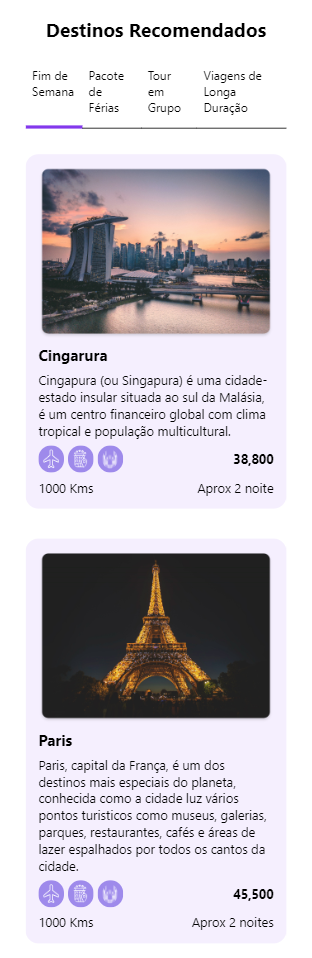 Destinos Recomendados
Fim de
Semana
Pacote
de
Férias
Tour
em
Grupo
Viagens de
Longa
Duração
Cingarura
Cingapura (ou Singapura) é uma cidade-
estado insular situada ao sul da Malásia,
é um centro financeiro global com clima
tropical e população multicultural.
38,800
1000 Kms
Aprox 2 noite
Paris
Paris, capital da França, é um dos
destinos mais especiais do planeta,
conhecida como a cidade luz vários
pontos turisticos como museus, galerias,
parques, restaurantes, cafés e áreas de
lazer espalhados por todos os cantos da
cidade.
45,500
1000 Kms
Aprox 2 noites